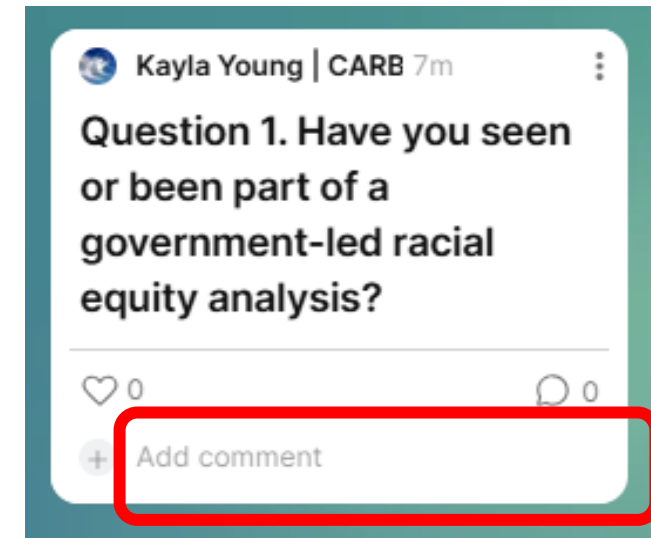 Kayla Young | CARB 7m
Question 1. Have you seen
or been part of a
government-led racial
equity analysis?
0 0
+ Add comment